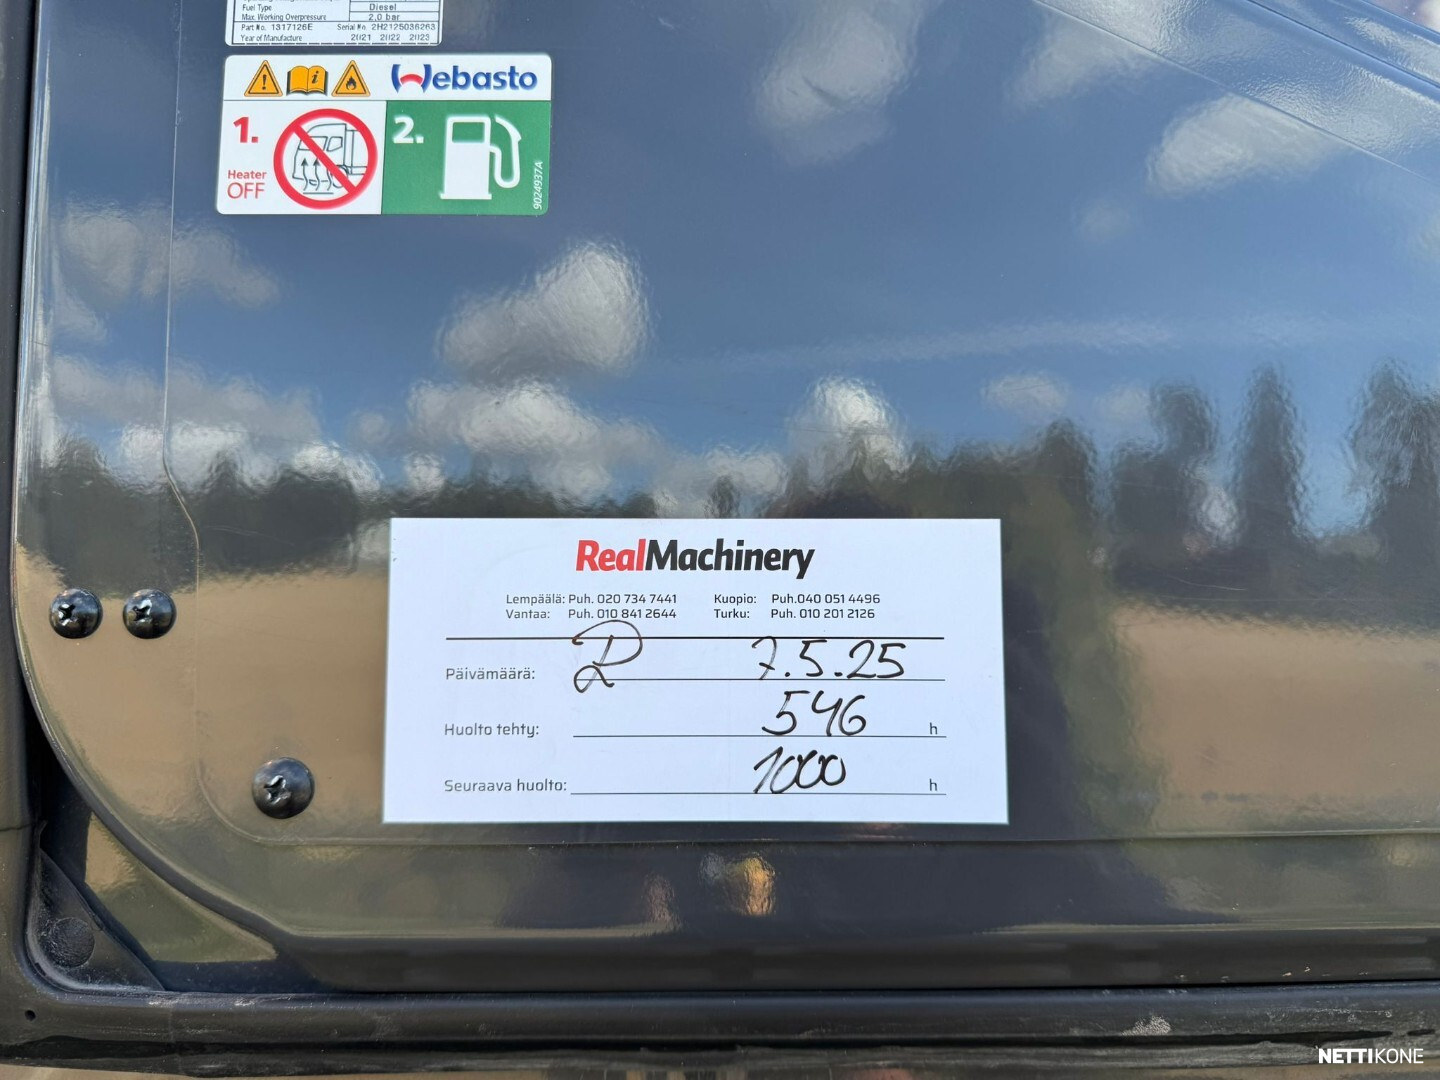 Fuel Type Diesel
Max. Working Overpressure 2,0 bar
Part No. 1317126E Serial No 2H2125036263
Year of Manufacture 2021 2022 2023
Webasto
1. 2.
Heater
OFF
9024937A
RealMachinery
Lempäälä: Puh. 020 734 7441 Kuopio: Puh.040 051 4496
Vantaa: Puh. 010 841 2644 Turku: Puh. 010 201 2126
Päivämäärä: 7.5.25
Huolto tehty: 546 h
Seuraava huolto: 1000 h
NETTIKONE